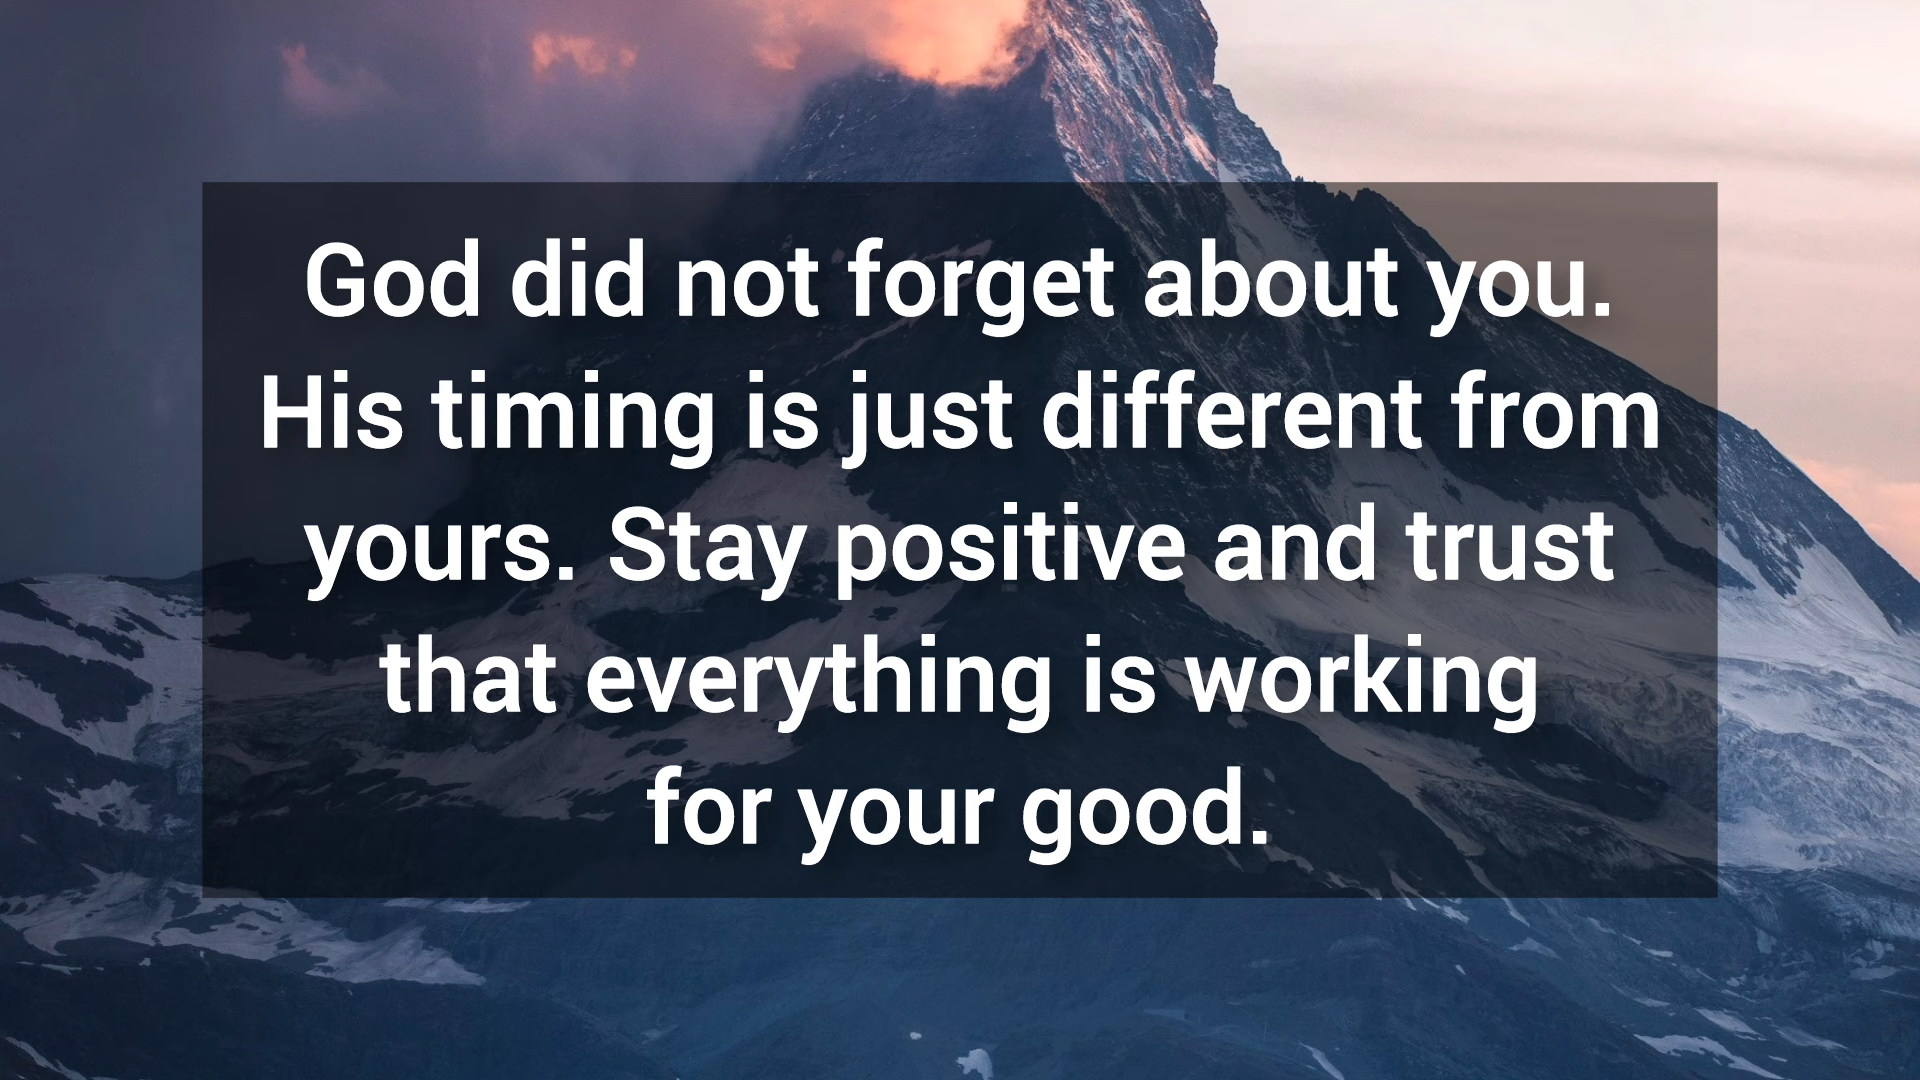 God did not forget about you.
His timing is just different from
yours. Stay positive and trust
that everything is working
for your good.